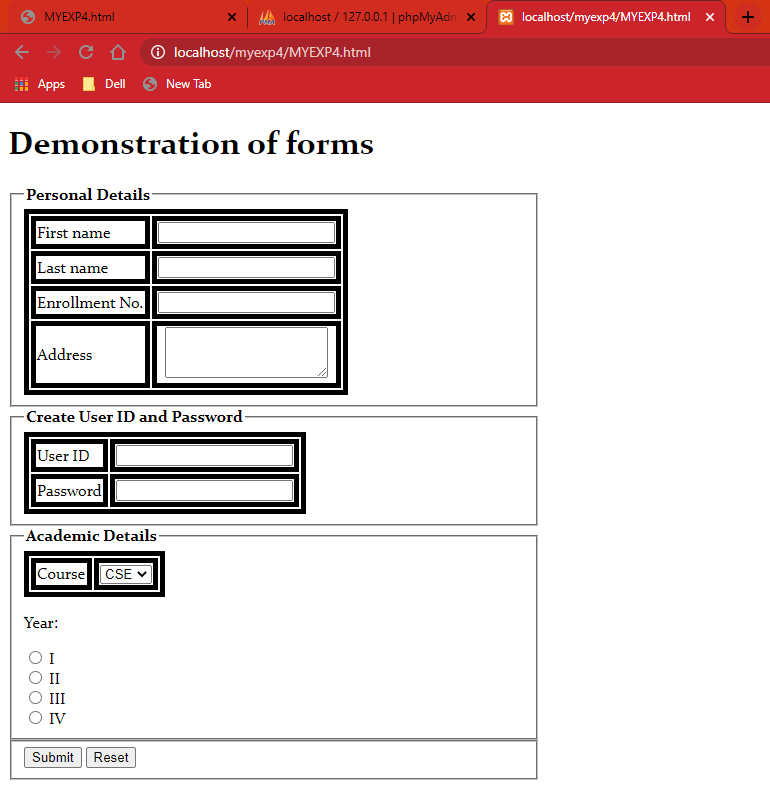 MYEXP4.html
localhost / 127.0.0.1 | phpMyAdm
localhost/myexp4/MYEXP4.html
localhost/myexp4/MYEXP4.html
Apps
Dell
New Tab
Demonstration of forms
Personal Details
First name
Last name
Enrollment No.
Address
Create User ID and Password
User ID
Password
Academic Details
Course CSE
Year:
I
II
III
IV
Submit Reset